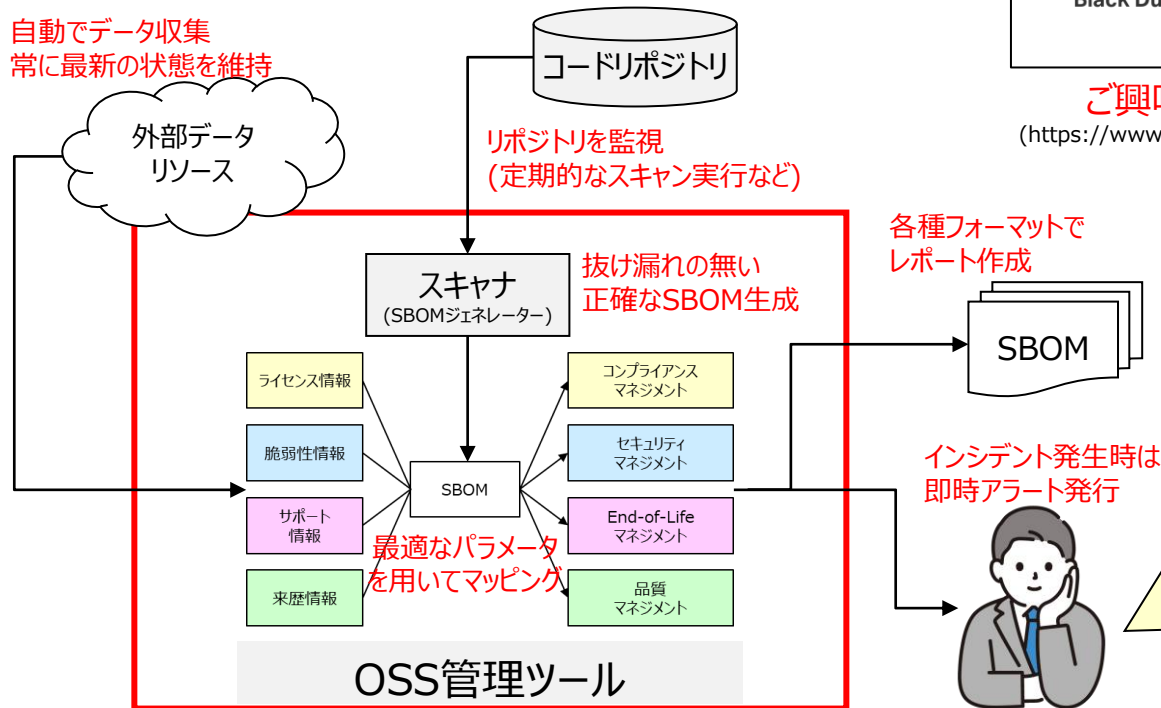 自動でデータ収集
常に最新の状態を維持
外部データ
リソース
コードリポジトリ
リポジトリを監視
(定期的なスキャン実行など)
スキャナ
(SBOMジェネレーター)
抜け漏れの無い
正確なSBOM生成
ライセンス情報
脆弱性情報
サポート
情報
来歴情報
SBOM
最適なパラメータ
を用いてマッピング
コンプライアンス
マネジメント
セキュリティ
マネジメント
End-of-Life
マネジメント
品質
マネジメント
OSS管理ツール
Black Du
ご興
(https://www
各種フォーマットで
レポート作成
SBOM
インシデント発生時は
即時アラート発行